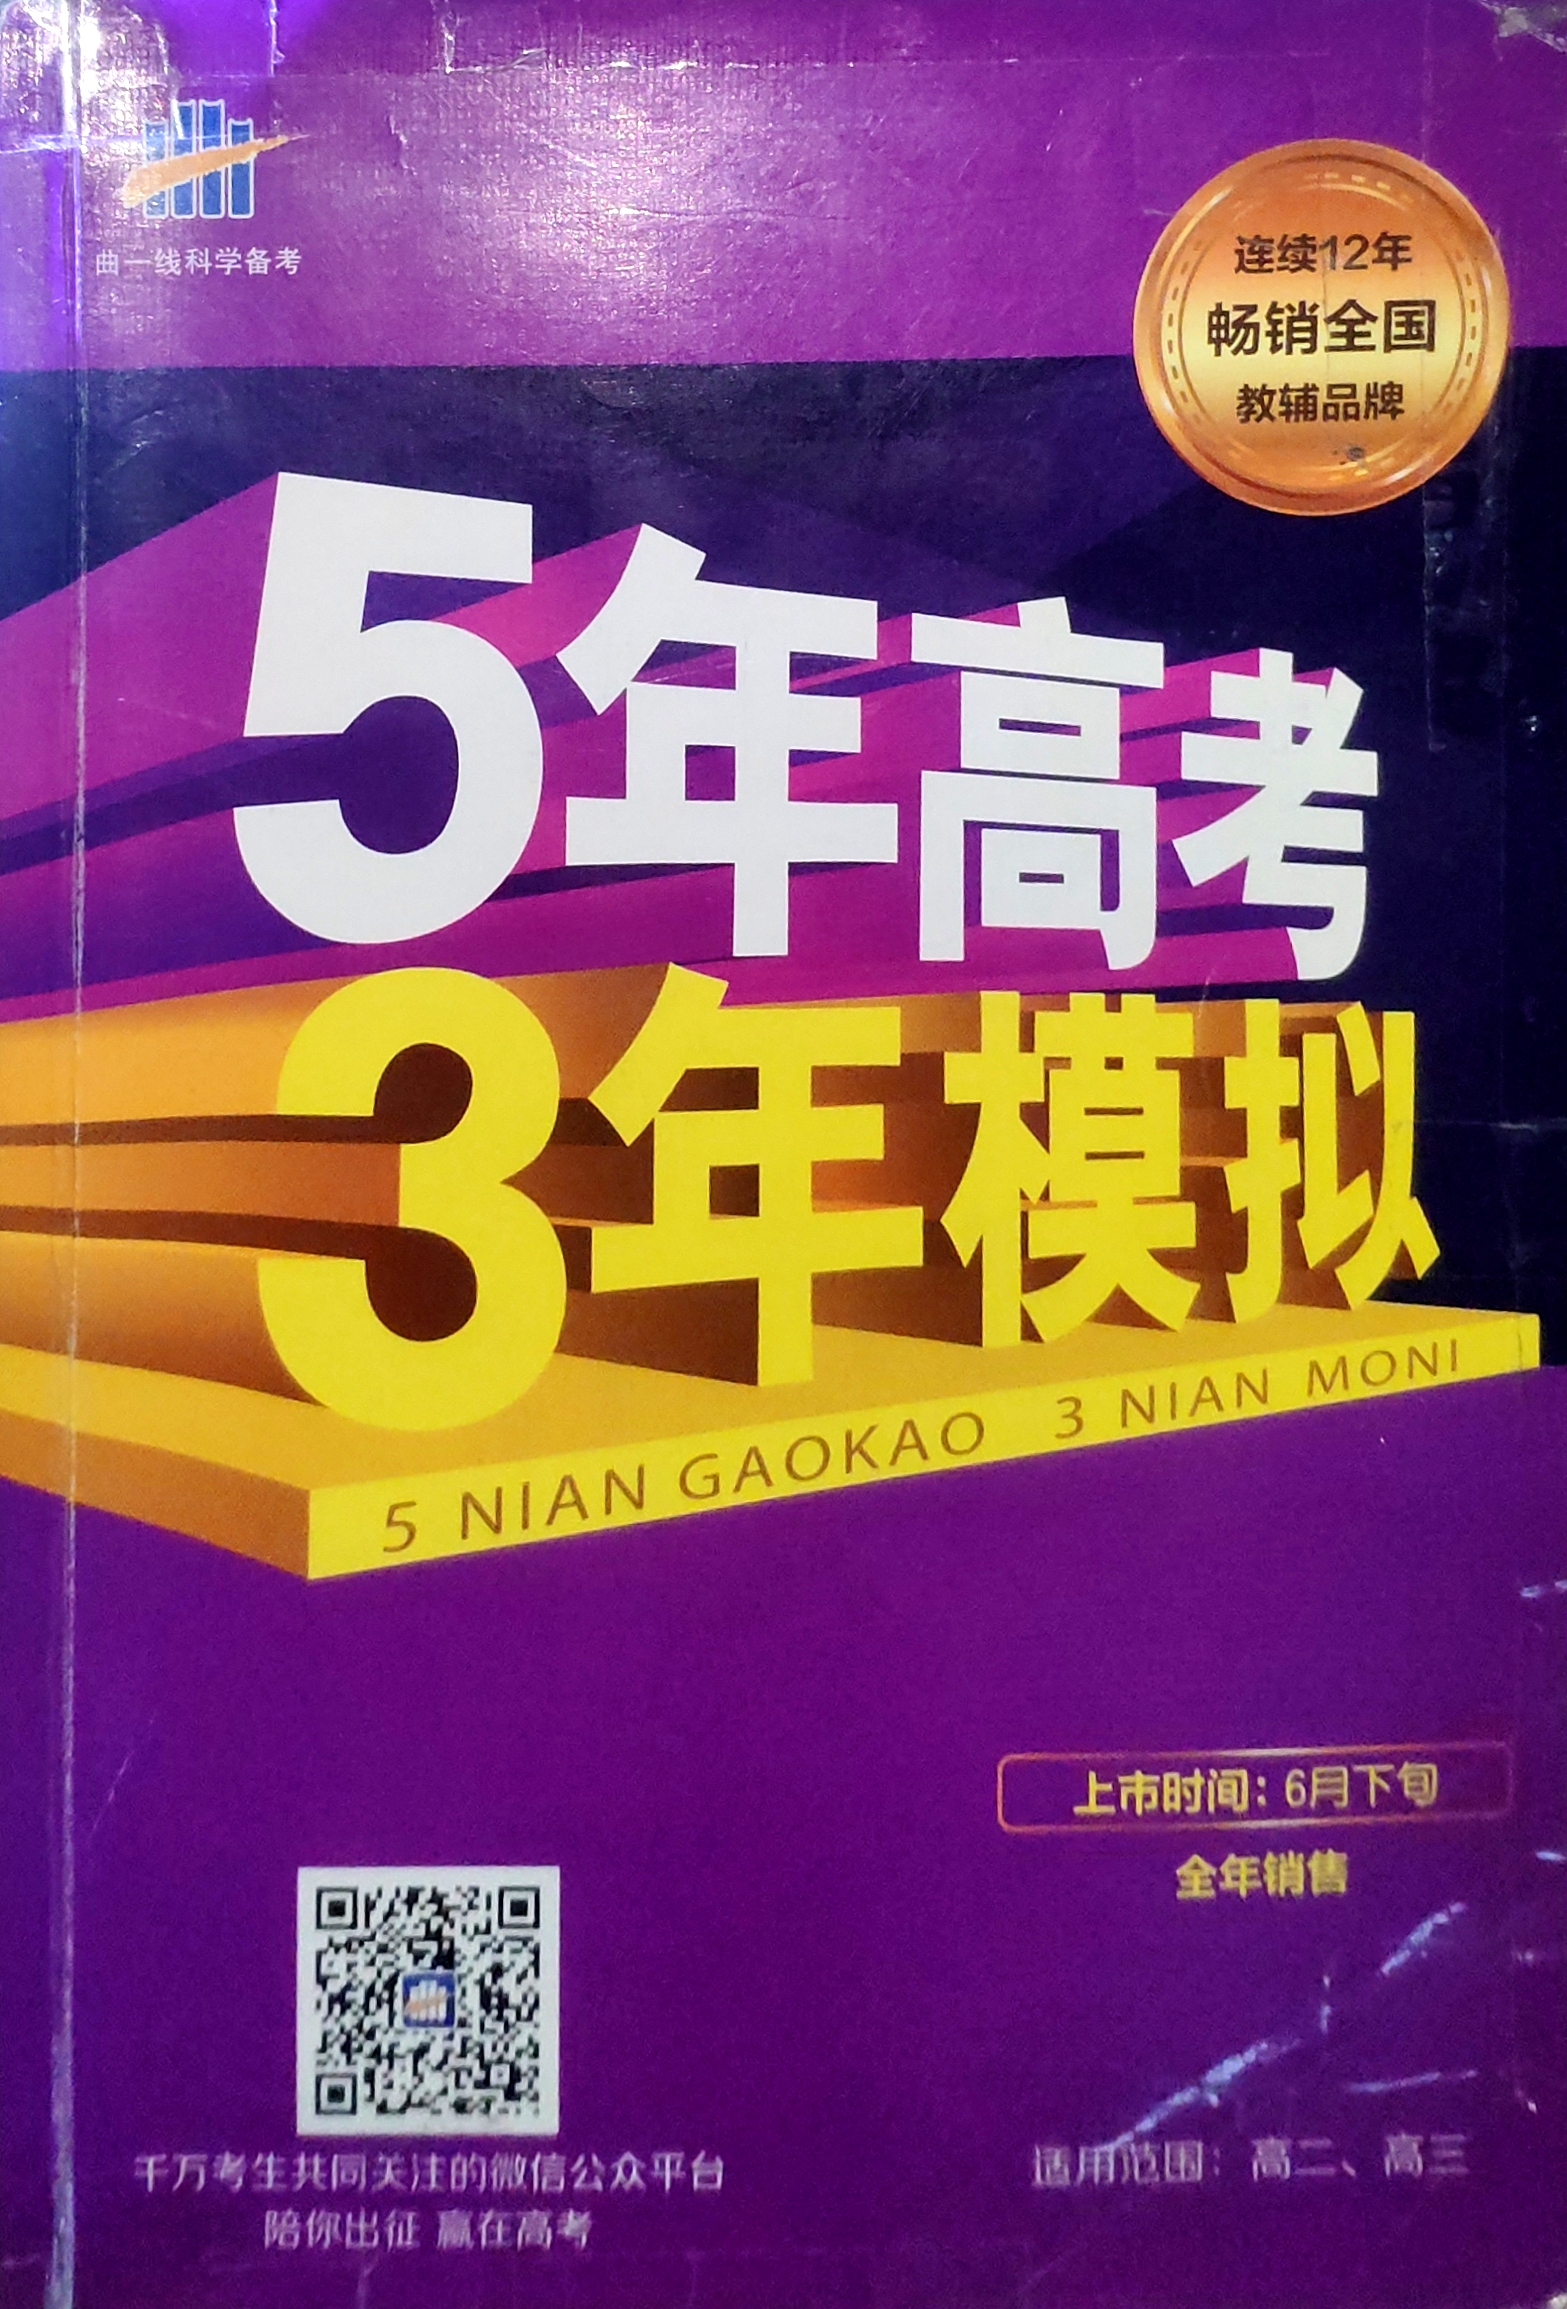 曲一线科学备考
连续12年
畅销全国
教辅品牌
5年高考
3年模拟
5 NIAN GAOKAO 3 NIAN MONI
上市时间：6月下旬
全年销售
千万考生共同关注的微信公众平台
陪你出征 赢在高考
适用范围：高二、高三